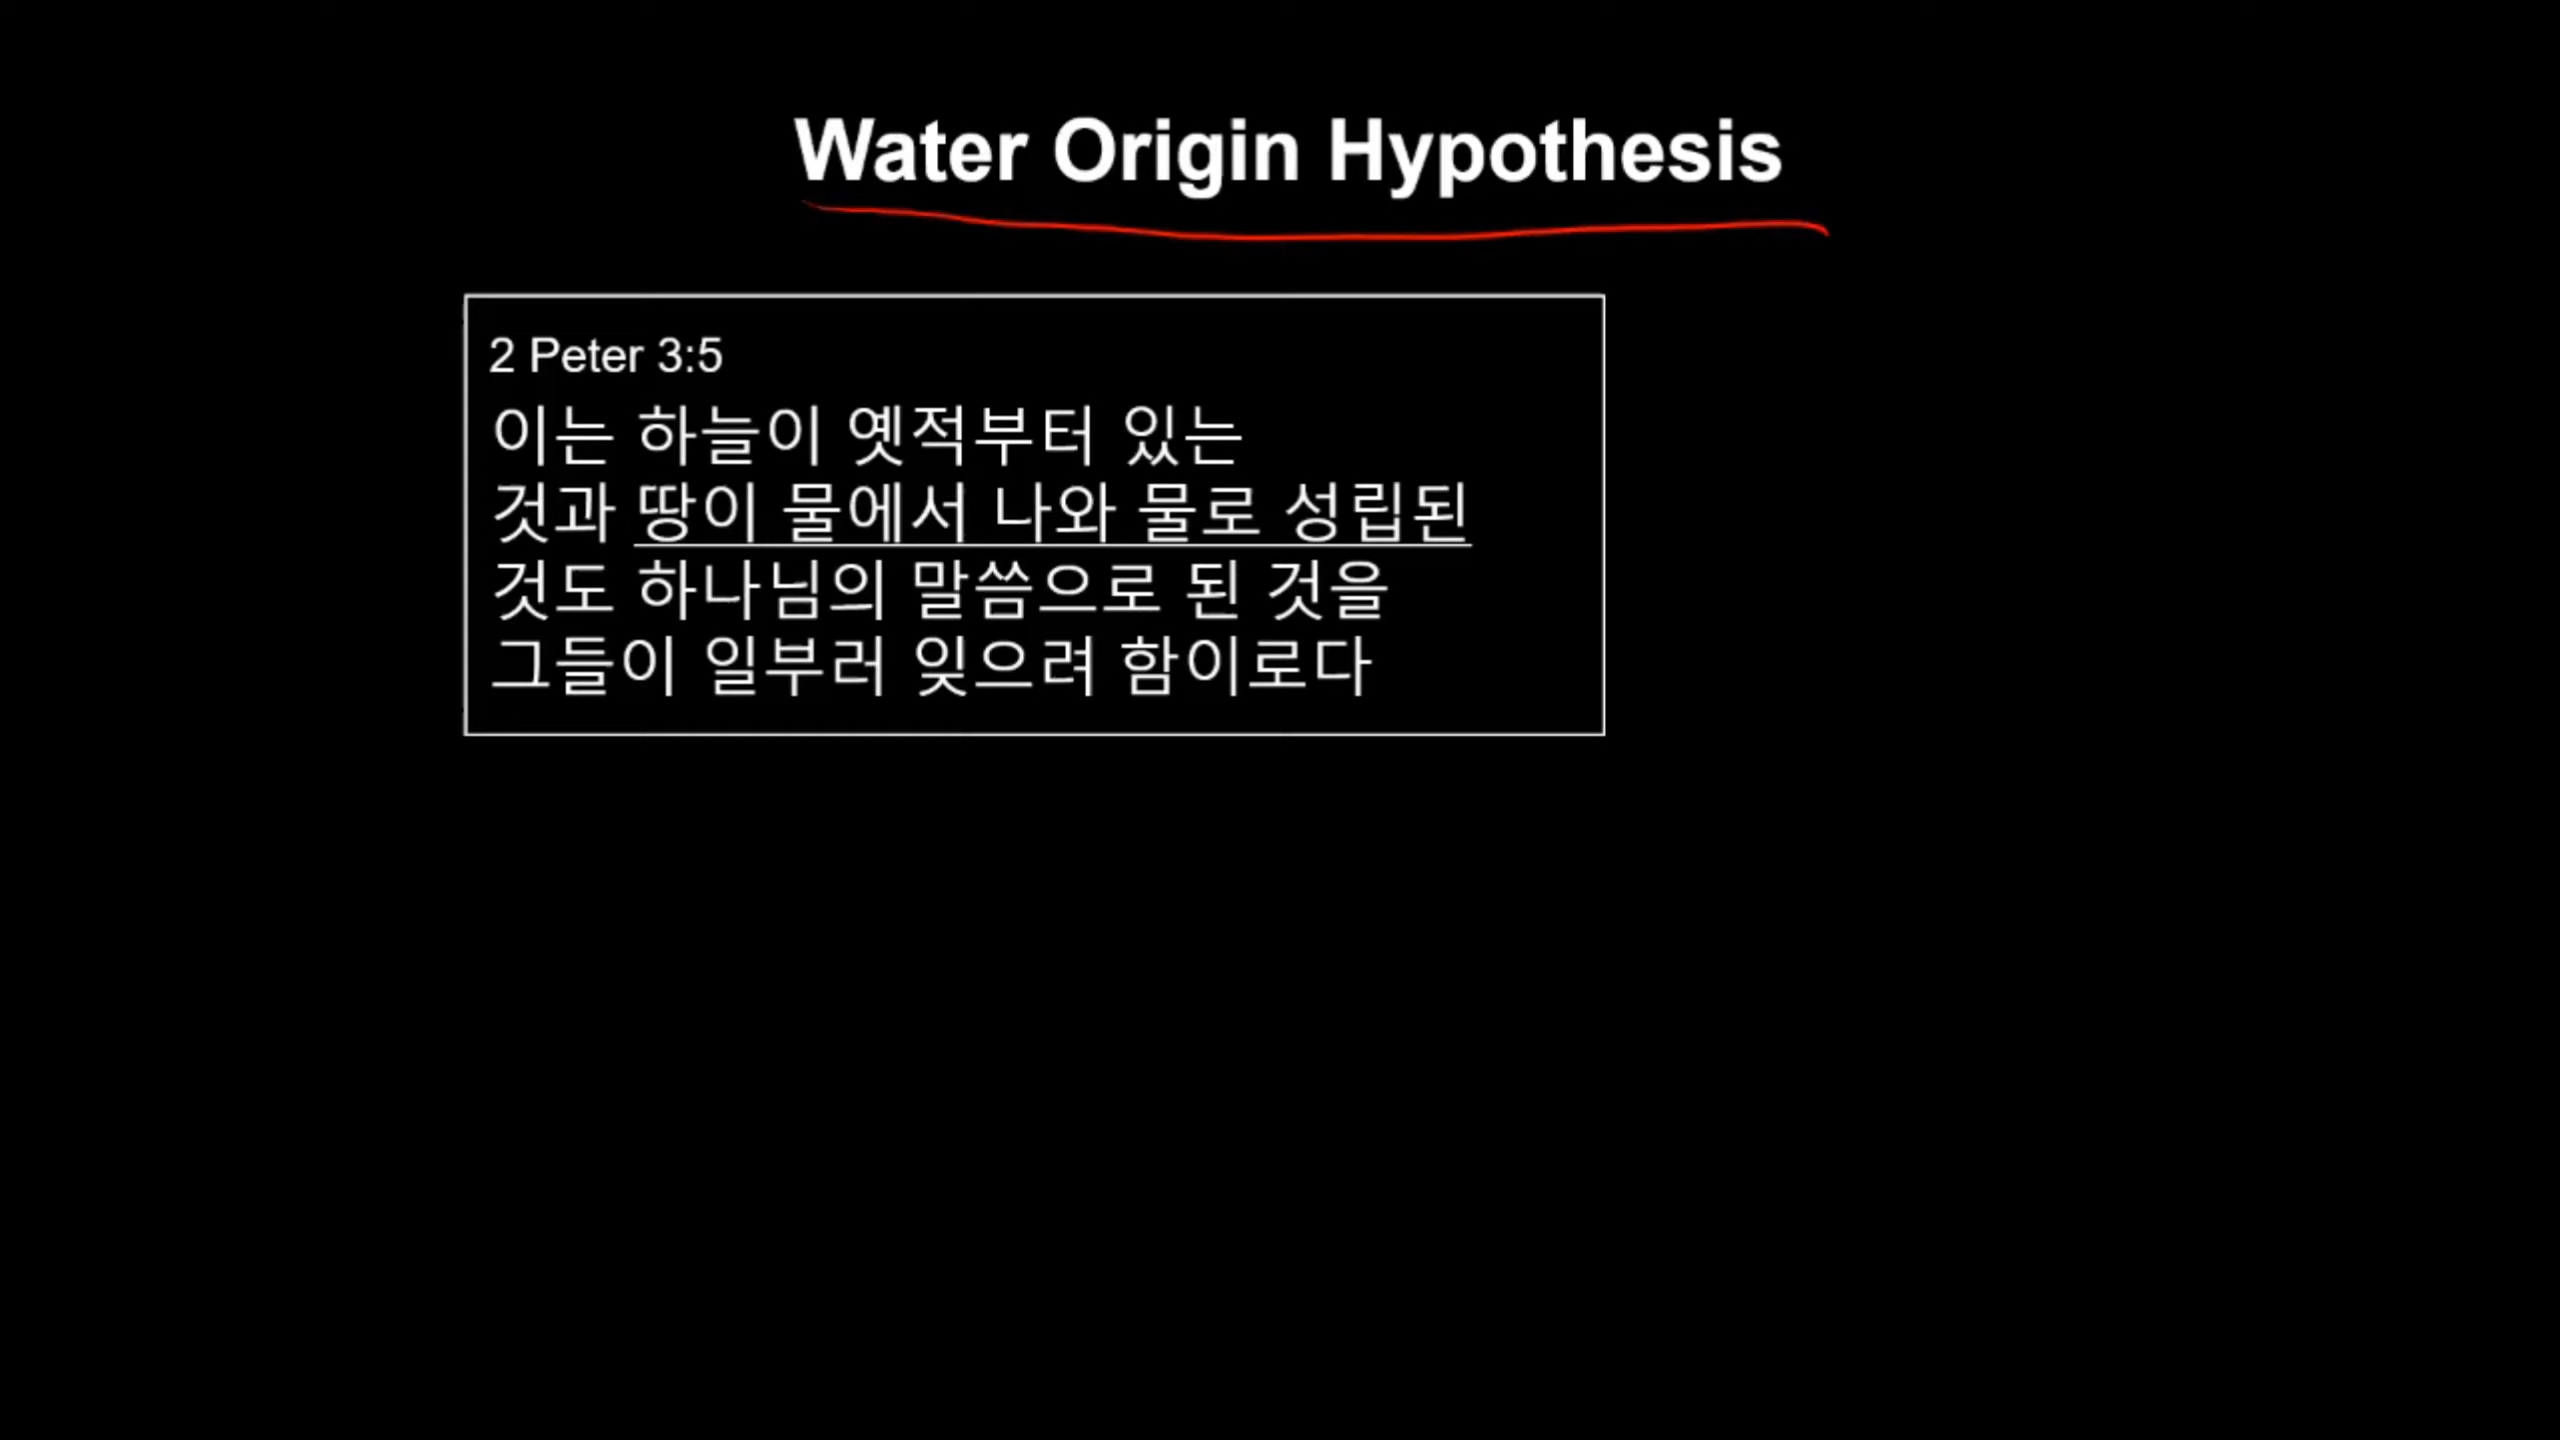 Water Origin Hypothesis
2 Peter 3:5
이는 하늘이 옛적부터 있는
것과 땅이 물에서 나와 물로 성립된
것도 하나님의 말씀으로 된 것을
그들이 일부러 잊으려 함이로다